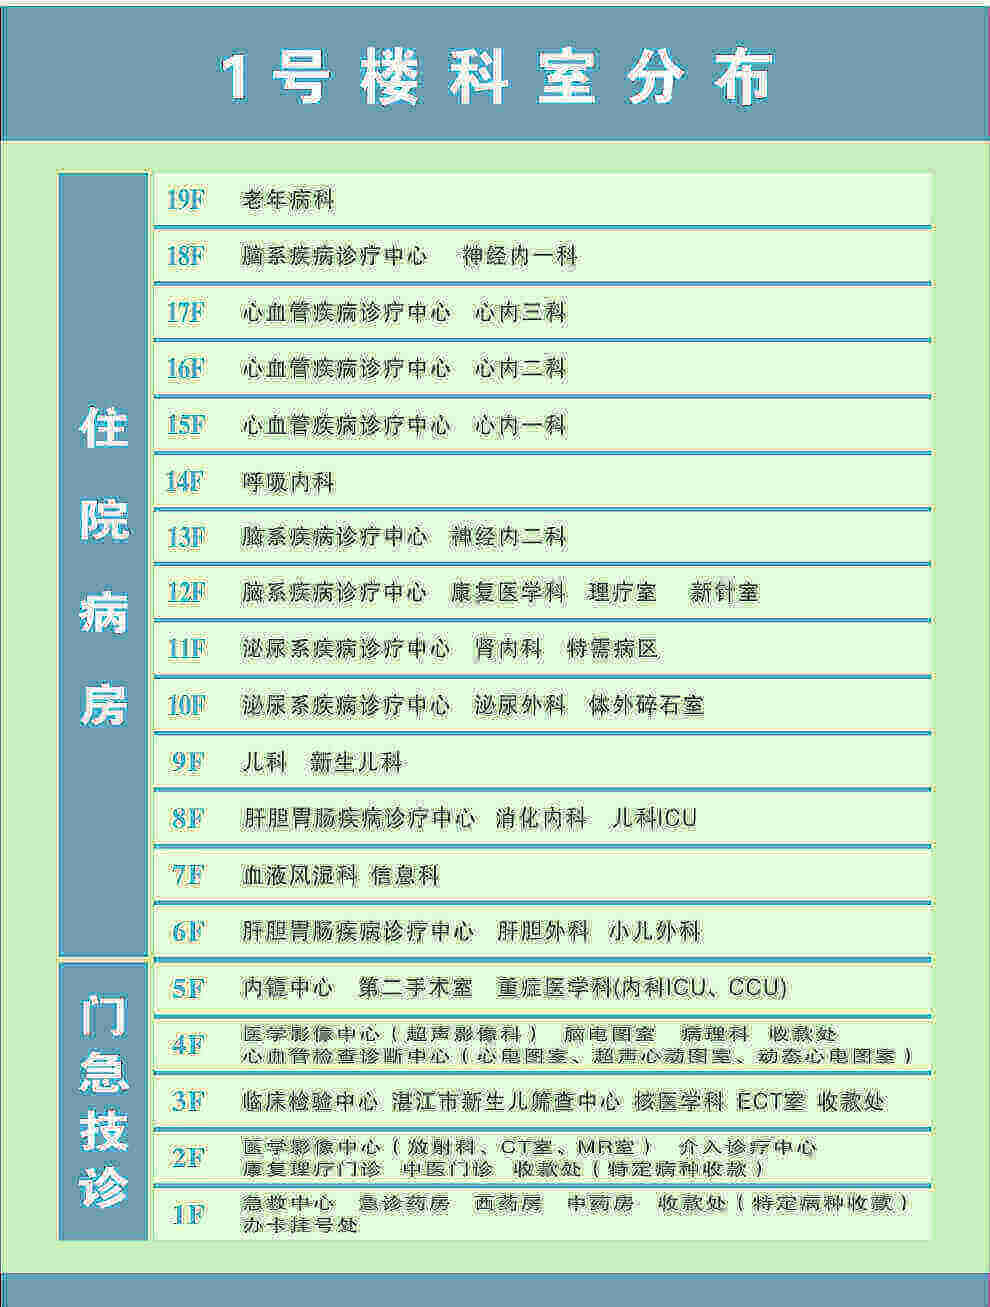 1号楼科室分布
住院病房
19F 老年病科
18F 脑系疾病诊疗中心 神经内一科
17F 心血管疾病诊疗中心 心内三科
16F 心血管疾病诊疗中心 心内二科
15F 心血管疾病诊疗中心 心内一科
14F 呼吸内科
13F 脑系疾病诊疗中心 神经内二科
12F 脑系疾病诊疗中心 康复医学科 理疗室 新针室
11F 泌尿系疾病诊疗中心 肾内科 特需病区
10F 泌尿系疾病诊疗中心 泌尿外科 体外碎石室
9F 儿科 新生儿科
8F 肝胆胃肠疾病诊疗中心 消化内科 儿科ICU
7F 血液风湿科 信息科
6F 肝胆胃肠疾病诊疗中心 肝胆外科 小儿外科
门急技诊
5F 内镜中心 第二手术室 重症医学科(内科ICU、CCU)
4F 医学影像中心（超声影像科） 脑电图室 病理科 收款处
心血管检查诊断中心（心电图室、超声心动图室、动态心电图室）
3F 临床检验中心 湛江市新生儿筛查中心 核医学科 ECT室 收款处
2F 医学影像中心（放射科、CT室、MR室） 介入诊疗中心
康复理疗门诊 中医门诊 收款处（特定病种收款）
1F 急救中心 急诊药房 西药房 中药房 收款处（特定病种收款）
办卡挂号处